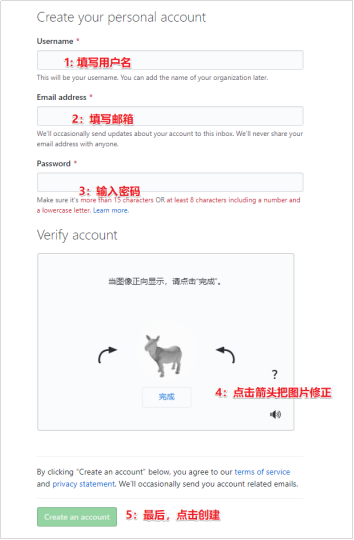 Create your personal account
Username *
1: 填写用户名
This will be your username. You can add the name of your organization later.
Email address *
2：填写邮箱
We'll occasionally send updates about your account to this inbox. We'll never share your
email address with anyone.
Password *
3：输入密码
Make sure it's more than 15 characters OR at least 8 characters including a number and
a lowercase letter. Learn more.
Verify account
当图像正向显示，请点击“完成”。
完成
?
4：点击箭头把图片修正
By clicking "Create an account" below, you agree to our terms of service
and privacy statement. We'll occasionally send you account related emails.
Create an account
5：最后，点击创建